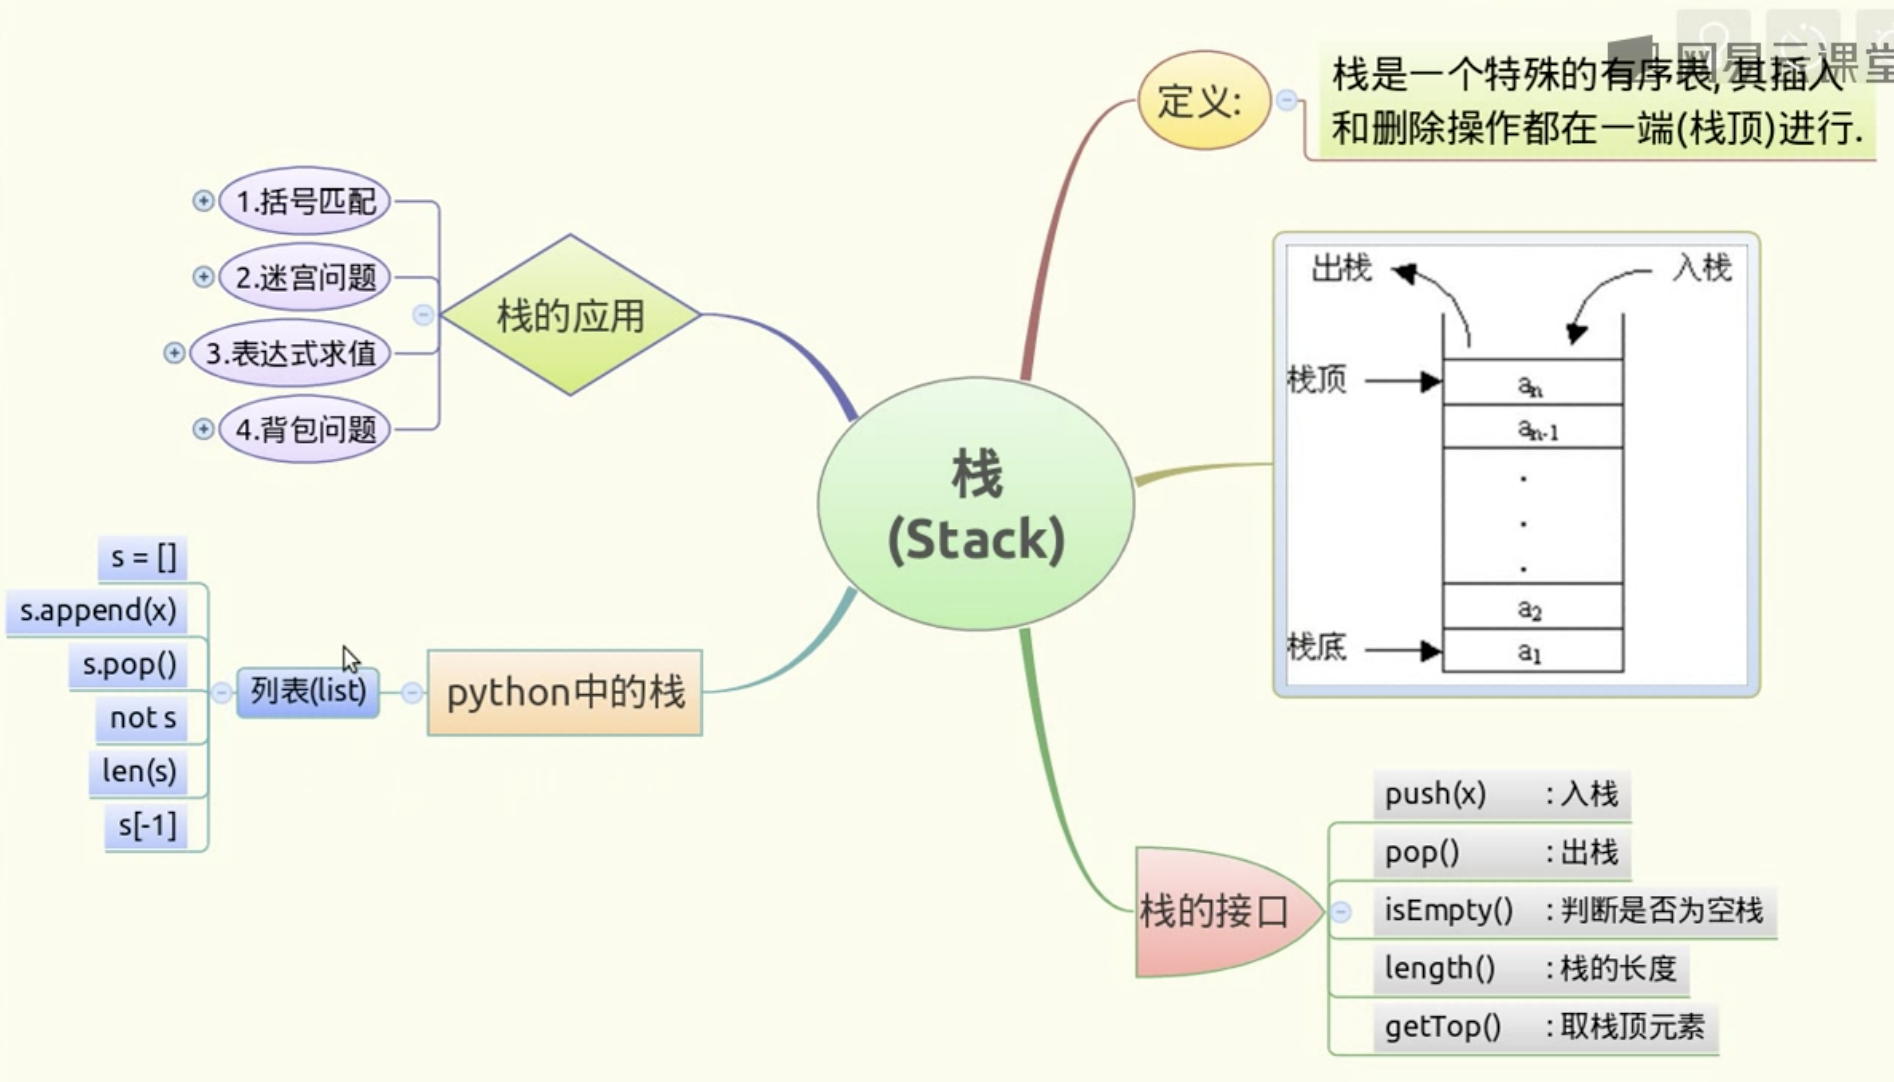 网易云课堂
定义:
栈是一个特殊的有序表,其插入
和删除操作都在一端(栈顶)进行.
1.括号匹配
2.迷宫问题
3.表达式求值
4.背包问题
栈的应用
出栈
入栈
栈顶
aₙ
aₙ₋₁
.
.
.
a₂
栈底
a₁
栈
(Stack)
s = []
s.append(x)
s.pop()
not s
len(s)
s[-1]
列表(list)
python中的栈
栈的接口
push(x) : 入栈
pop() : 出栈
isEmpty() : 判断是否为空栈
length() : 栈的长度
getTop() : 取栈顶元素